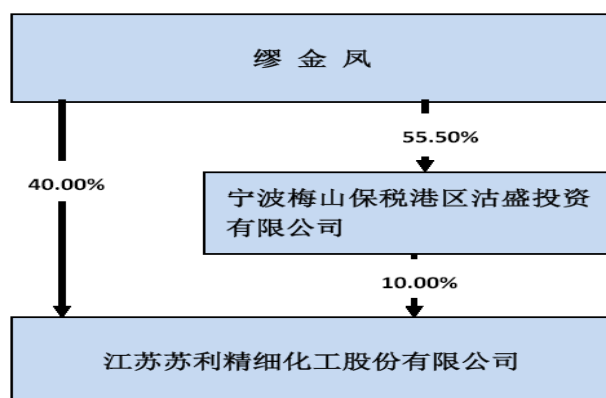 缪 金 凤
55.50%
40.00%
宁波梅山保税港区沽盛投资
有限公司
10.00%
江苏苏利精细化工股份有限公司